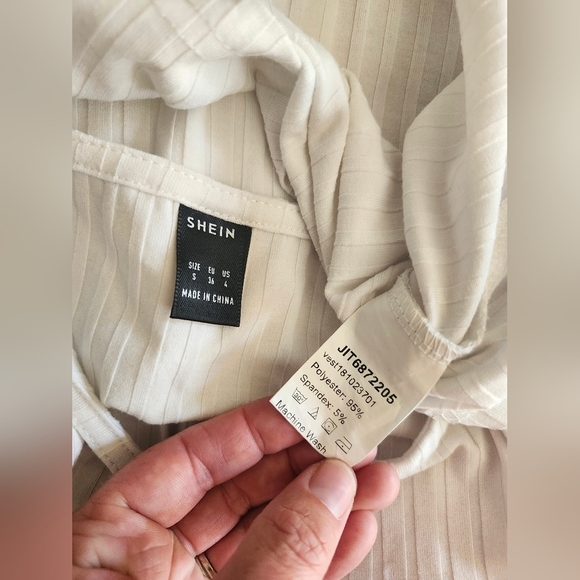 SHEIN
SIZE EU US
S 36 4
MADE IN CHINA
JIT6872205
vest181023701
Polyester: 95%
Spandex: 5%
Machine Wash